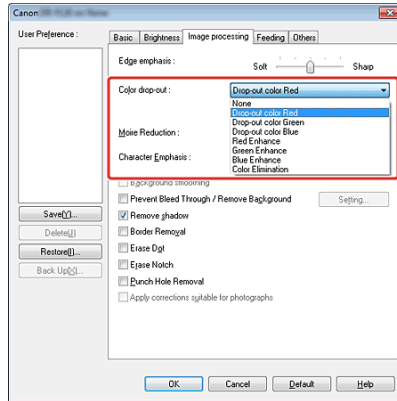 Canon
User Preference :
Basic Brightness Image processing Feeding Others
Edge emphasis :
Soft Sharp
Color drop-out :
Drop-out color Red
None
Drop-out color Red
Drop-out color Green
Drop-out color Blue
Red Enhance
Green Enhance
Blue Enhance
Color Elimination
Moire Reduction :
Character Emphasis :
Background smoothing
Prevent Bleed Through / Remove Background
Setting...
Remove shadow
Border Removal
Erase Dot
Erase Notch
Punch Hole Removal
Apply corrections suitable for photographs
Save(Y)...
Delete(J)
Restore(I)...
Back Up(X)...
OK Cancel Default Help